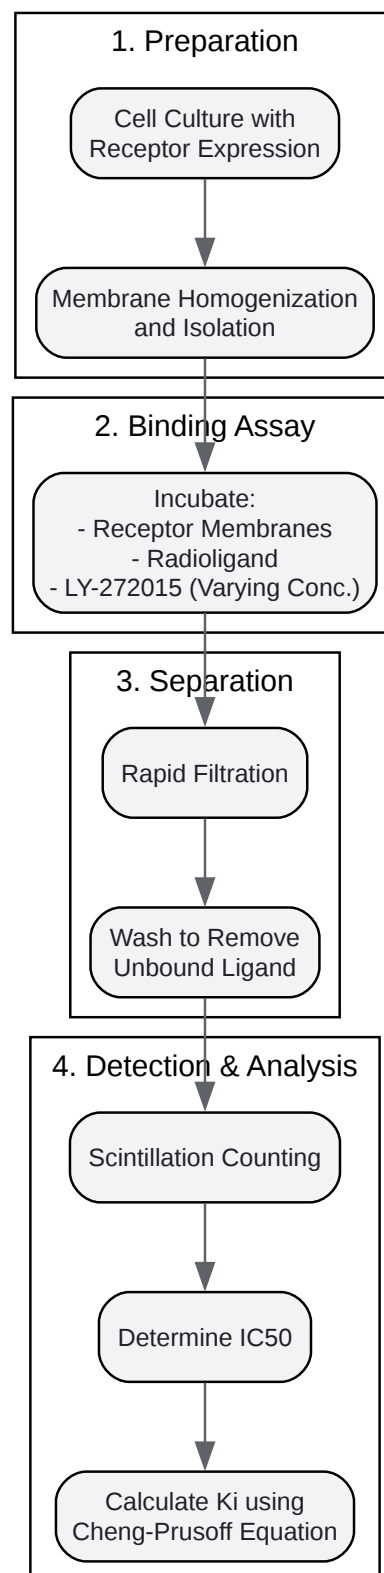 1. Preparation
Cell Culture with
Receptor Expression
Membrane Homogenization
and Isolation
2. Binding Assay
Incubate:
- Receptor Membranes
- Radioligand
- LY-272015 (Varying Conc.)
3. Separation
Rapid Filtration
Wash to Remove
Unbound Ligand
4. Detection & Analysis
Scintillation Counting
Determine IC50
Calculate Ki using
Cheng-Prusoff Equation